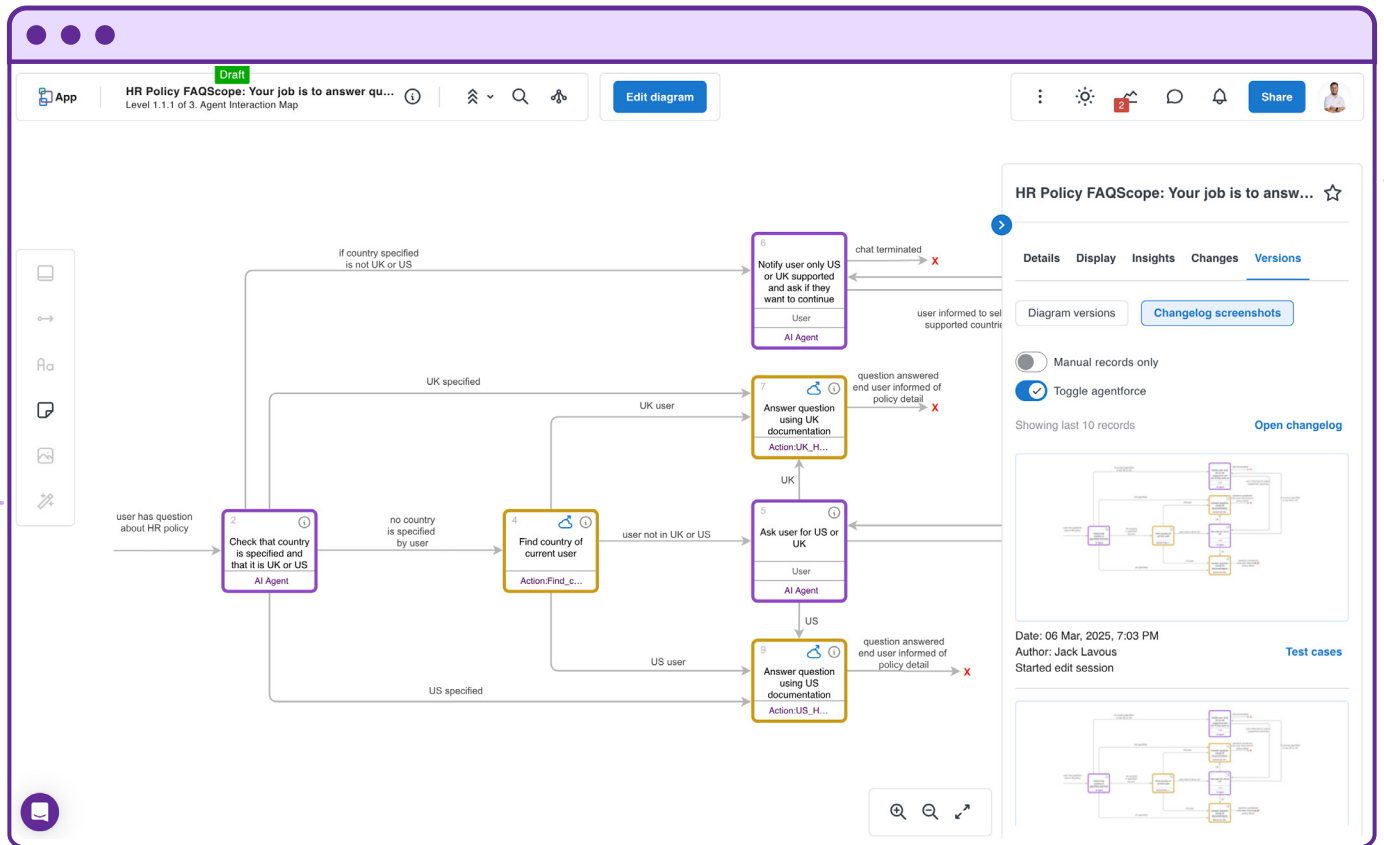 Draft
App
HR Policy FAQScope: Your job is to answer qu...
Level 1.1.1 of 3. Agent Interaction Map
Edit diagram
2
Share
if country specified
is not UK or US
6
Notify user only US
or UK supported
and ask if they
want to continue
User
AI Agent
chat terminated
X
user informed to sel
supported countrie
UK specified
UK user
7
Answer question
using UK
documentation
Action:UK_H...
question answered
end user informed of
policy detail
X
UK
user has question
about HR policy
2
Check that country
is specified and
that it is UK or US
AI Agent
no country
is specified
by user
4
Find country of
current user
Action:Find_c...
user not in UK or US
5
Ask user for US or
UK
User
AI Agent
US
US user
US specified
9
Answer question
using US
documentation
Action:US_H...
question answered
end user informed of
policy detail
X
Aa
HR Policy FAQScope: Your job is to answ...
Details Display Insights Changes Versions
Diagram versions Changelog screenshots
Manual records only
Toggle agentforce
Showing last 10 records Open changelog
Date: 06 Mar, 2025, 7:03 PM
Author: Jack Lavous
Test cases
Started edit session